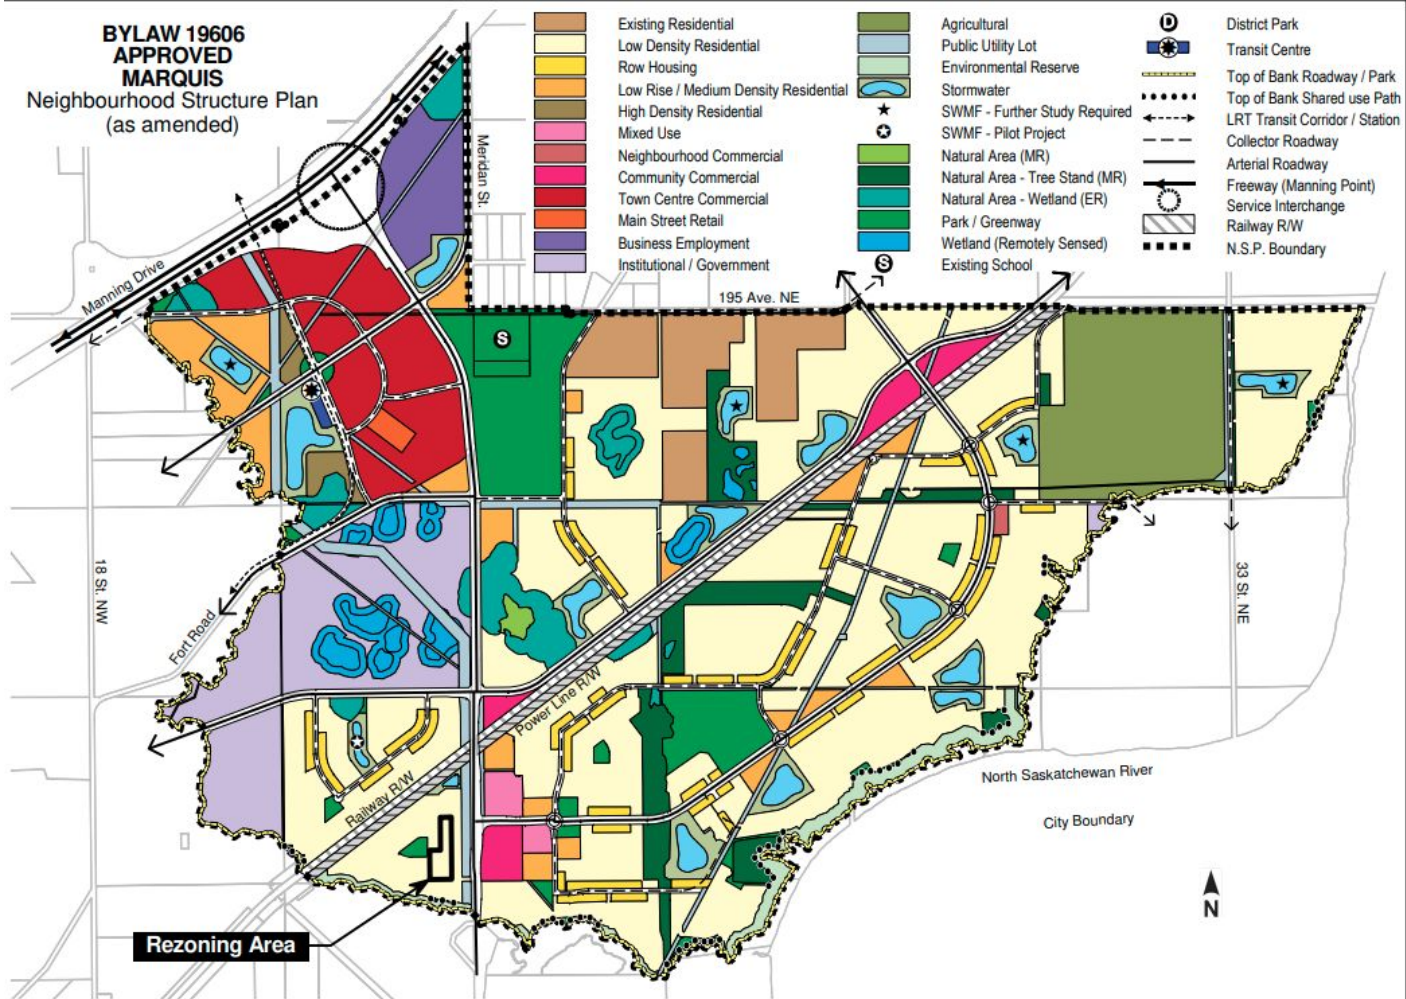 BYLAW 19606
APPROVED
MARQUIS
Neighbourhood Structure Plan
(as amended)
Existing Residential
Low Density Residential
Row Housing
Low Rise / Medium Density Residential
High Density Residential
Mixed Use
Neighbourhood Commercial
Community Commercial
Town Centre Commercial
Main Street Retail
Business Employment
Institutional / Government
Agricultural
Public Utility Lot
Environmental Reserve
Stormwater
SWMF - Further Study Required
SWMF - Pilot Project
Natural Area (MR)
Natural Area - Tree Stand (MR)
Natural Area - Wetland (ER)
Park / Greenway
Wetland (Remotely Sensed)
S
Existing School
D
District Park
Transit Centre
Top of Bank Roadway / Park
Top of Bank Shared use Path
LRT Transit Corridor / Station
Collector Roadway
Arterial Roadway
Freeway (Manning Point)
Service Interchange
Railway R/W
N.S.P. Boundary
Meridan St.
Manning Drive
195 Ave. NE
S
18 St. NW
Fort Road
33 St. NE
Power Line R/W
Railway R/W
North Saskatchewan River
City Boundary
N
Rezoning Area